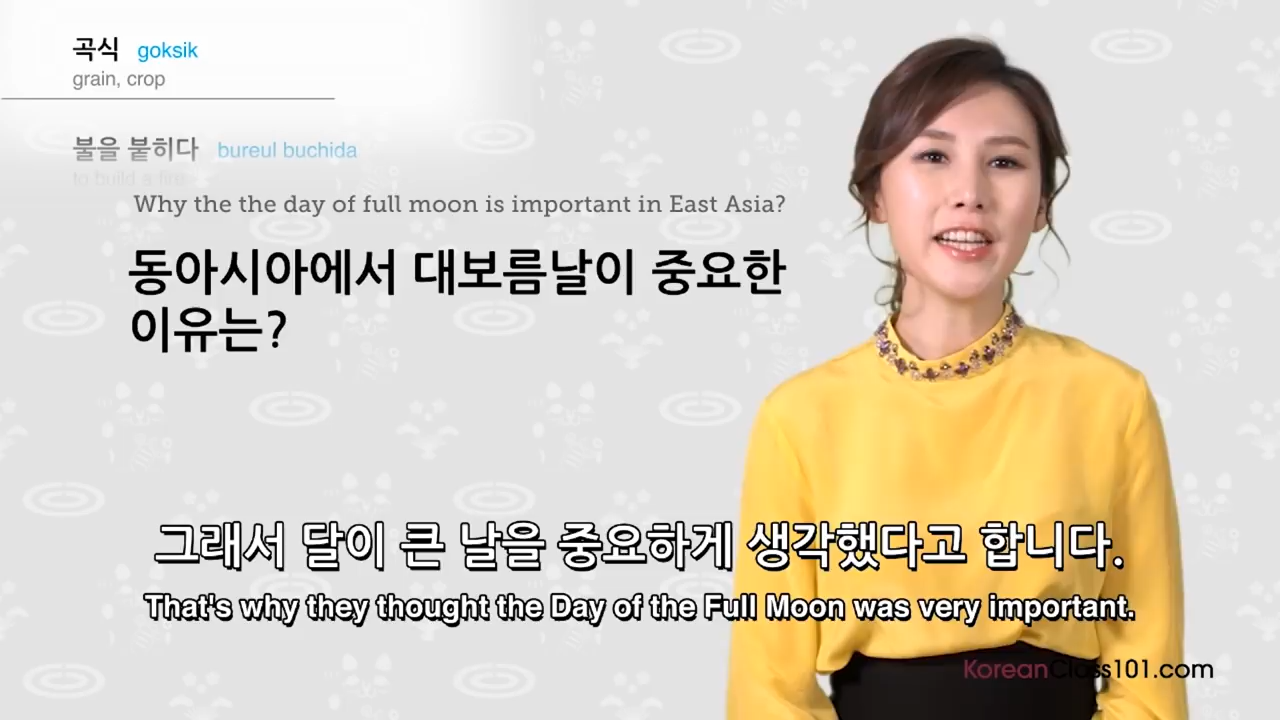 곡식 goksik
grain, crop
불을 붙히다 bureul buchida
to build a fire
Why the the day of full moon is important in East Asia?
동아시아에서 대보름날이 중요한
이유는?
그래서 달이 큰 날을 중요하게 생각했다고 합니다.
That's why they thought the Day of the Full Moon was very important.
KoreanClass101.com